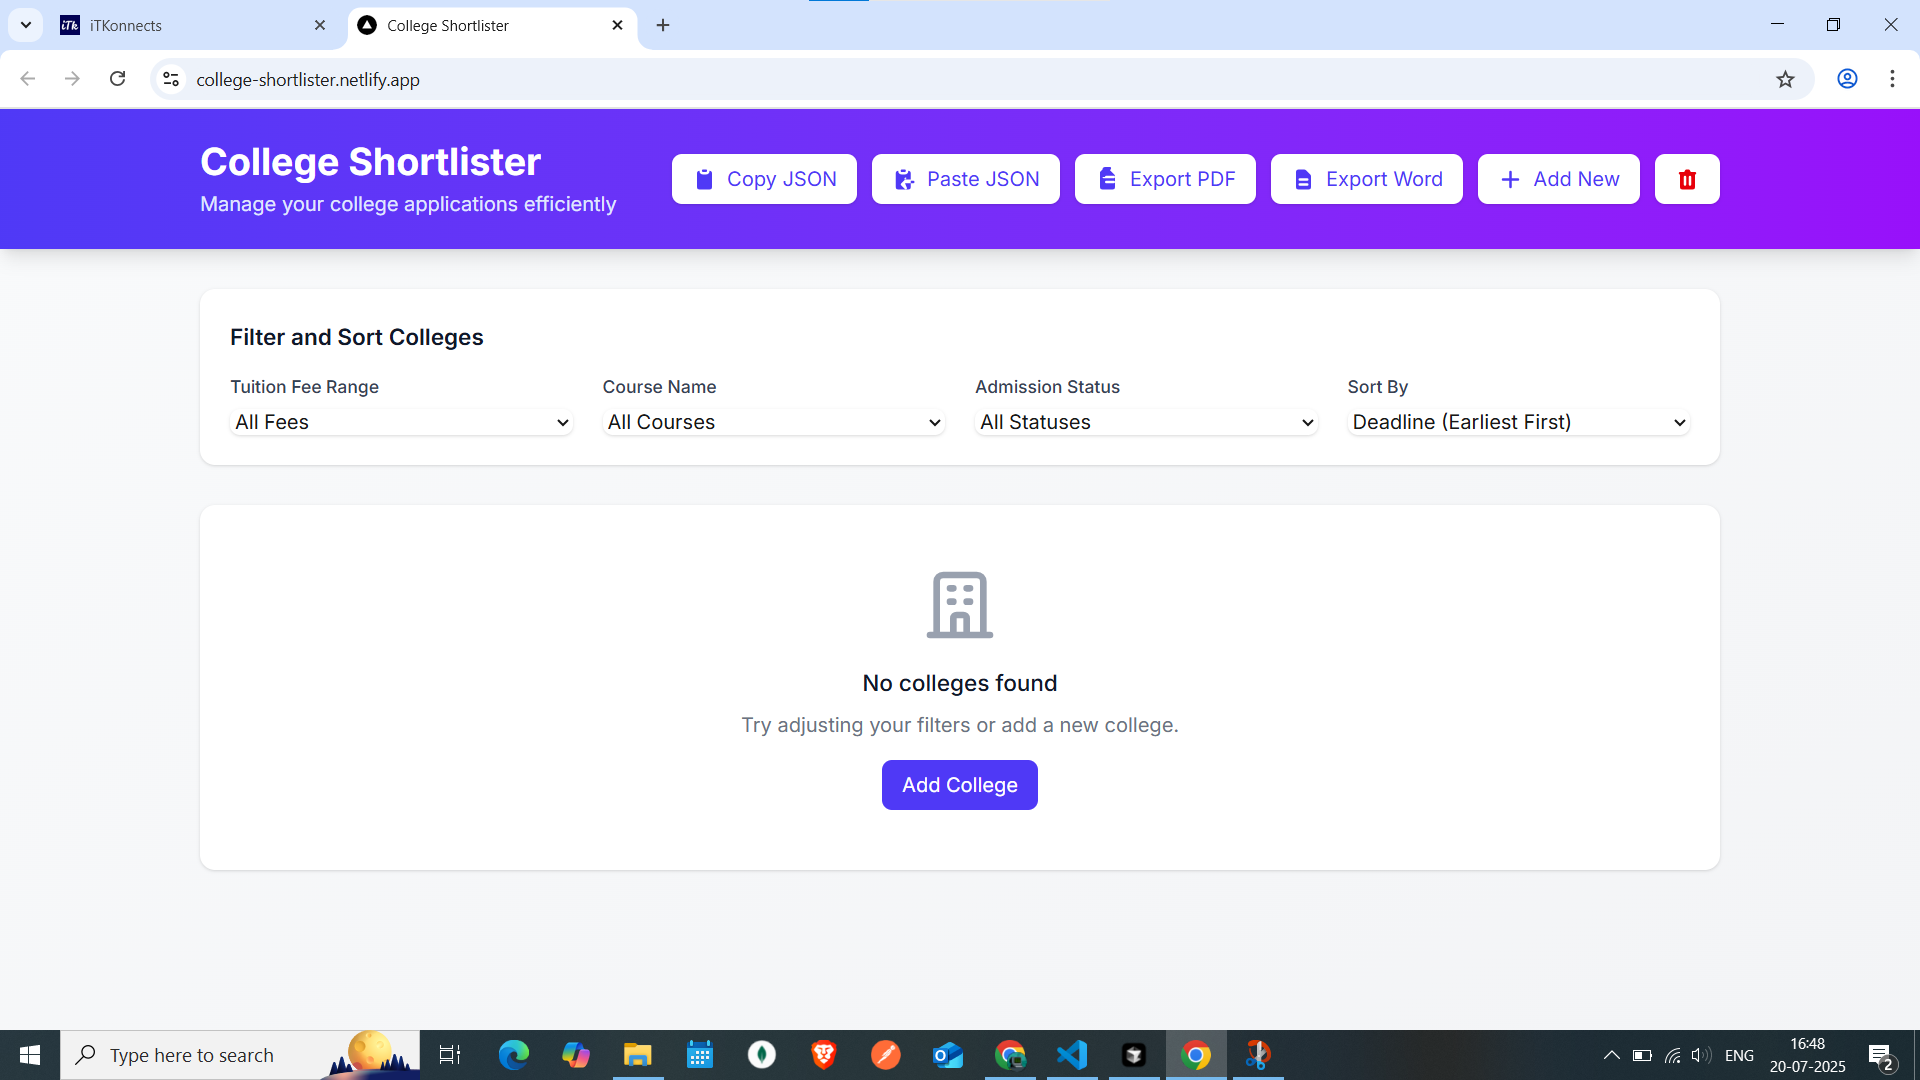 iTk iTKonnects
College Shortlister
college-shortlister.netlify.app
College Shortlister
Manage your college applications efficiently
Copy JSON
Paste JSON
Export PDF
Export Word
Add New
Filter and Sort Colleges
Tuition Fee Range
Course Name
Admission Status
Sort By
All Fees
All Courses
All Statuses
Deadline (Earliest First)
No colleges found
Try adjusting your filters or add a new college.
Add College
Type here to search
ENG
16:48
20-07-2025
2